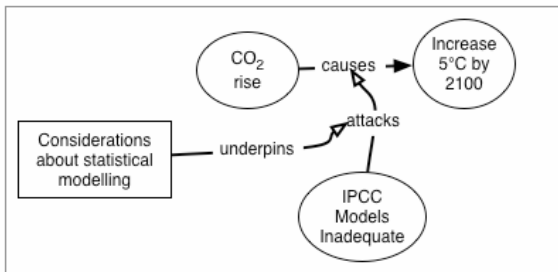 CO₂
rise
causes
Increase
5°C by
2100
attacks
Considerations
about statistical
modelling
underpins
IPCC
Models
Inadequate